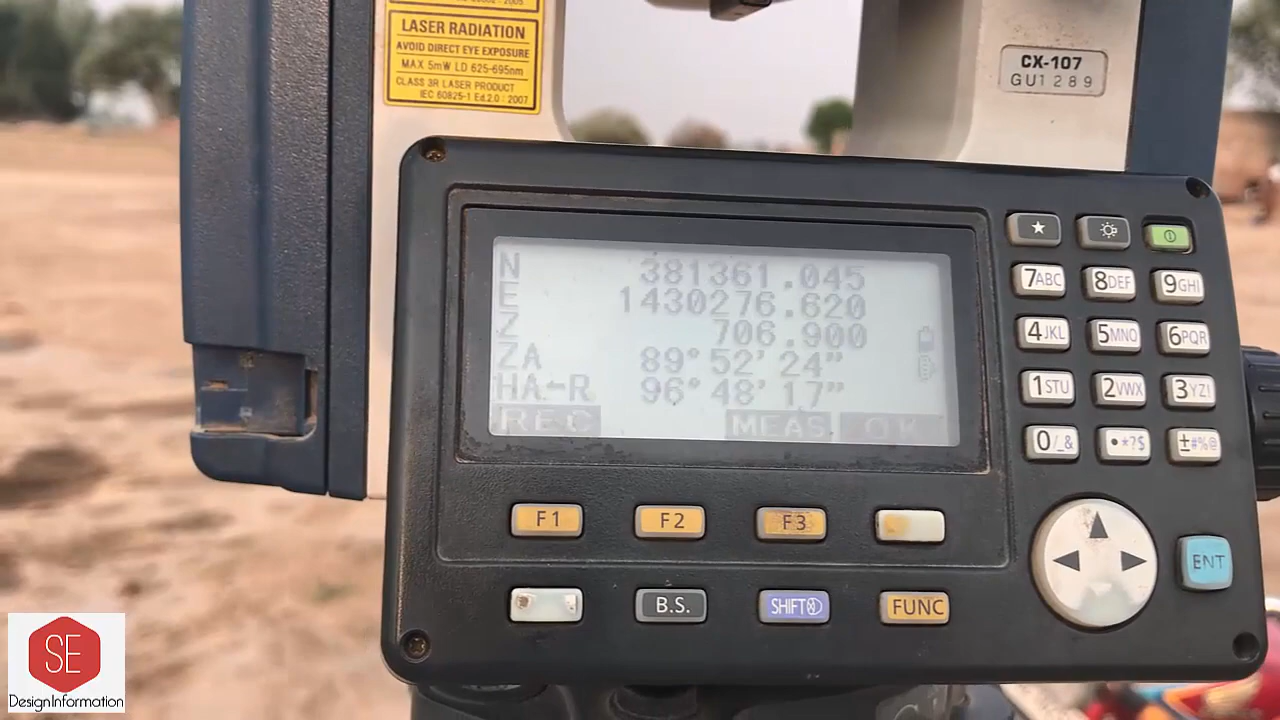 LASER RADIATION
AVOID DIRECT EYE EXPOSURE
MAX 5mW LD 625-695nm
CLASS 3R LASER PRODUCT
IEC 60825-1 Ed.2.0 : 2007
CX-107
GU1289
N 381361.045
E 1430276.620
Z 706.900
ZA 89°52'24"
HA-R 96°48'17"
REC MEAS OK
7ABC 8DEF 9GHI
4JKL 5MNO 6PQR
1STU 2VWX 3YZ!
0/_& •*?$ ±#%@
F1 F2 F3
ENT
B.S. SHIFT FUNC
SE
DesignInformation